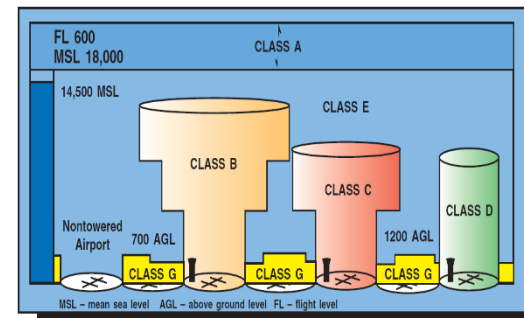 FL 600
MSL 18,000
CLASS A
14,500 MSL
CLASS E
CLASS B
CLASS C
CLASS D
Nontowered
Airport
700 AGL
1200 AGL
CLASS G
CLASS G
CLASS G
MSL – mean sea level AGL – above ground level FL – flight level